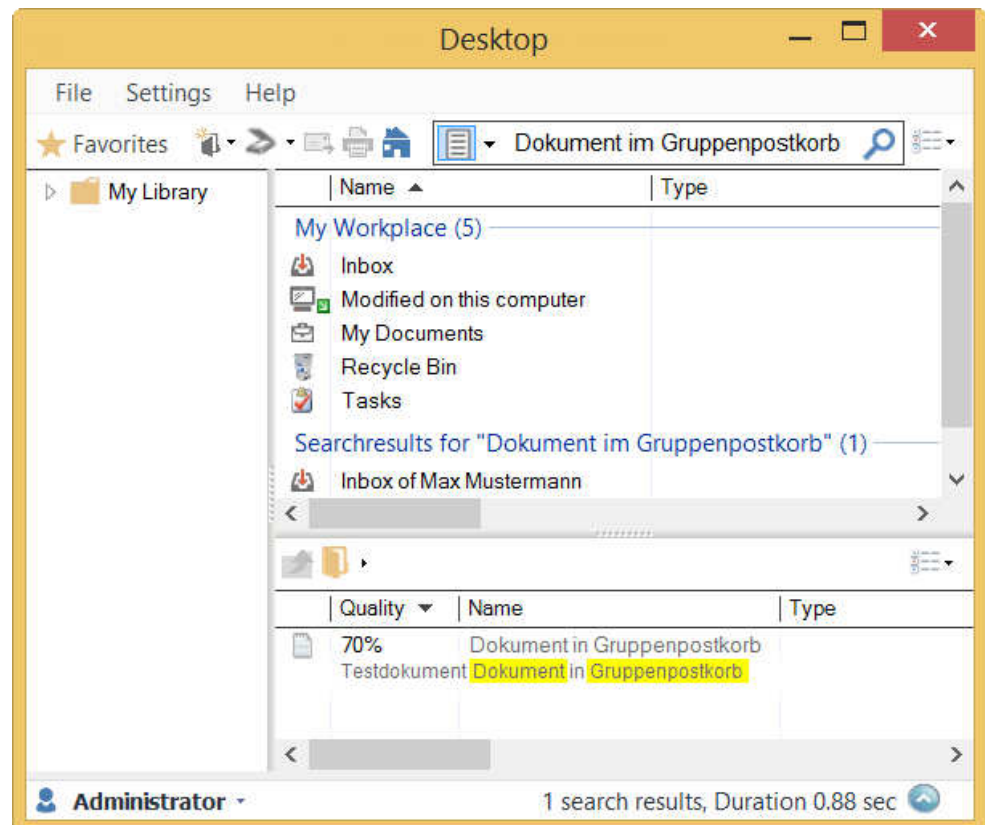 Desktop
File Settings Help
Favorites Dokument im Gruppenpostkorb
My Library
Name Type
My Workplace (5)
Inbox
Modified on this computer
My Documents
Recycle Bin
Tasks
Searchresults for "Dokument im Gruppenpostkorb" (1)
Inbox of Max Mustermann
Quality Name Type
70% Dokument in Gruppenpostkorb
Testdokument Dokument in Gruppenpostkorb
Administrator 1 search results, Duration 0.88 sec